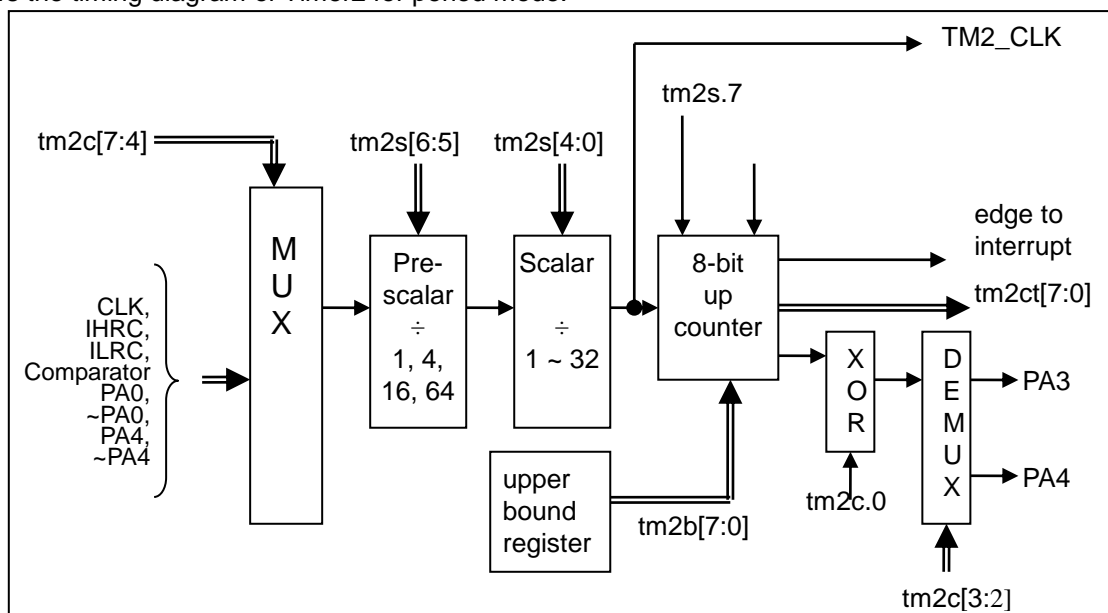 TM2_CLK
tm2s.7
tm2c[7:4]
tm2s[6:5]
tm2s[4:0]
M
U
X
Pre-
scalar
÷
1, 4,
16, 64
Scalar
÷
1 ~ 32
8-bit
up
counter
edge to
interrupt
tm2ct[7:0]
CLK,
IHRC,
ILRC,
Comparator
PA0,
~PA0,
PA4,
~PA4
X
O
R
D
E
M
U
X
PA3
PA4
upper
bound
register
tm2b[7:0]
tm2c.0
tm2c[3:2]